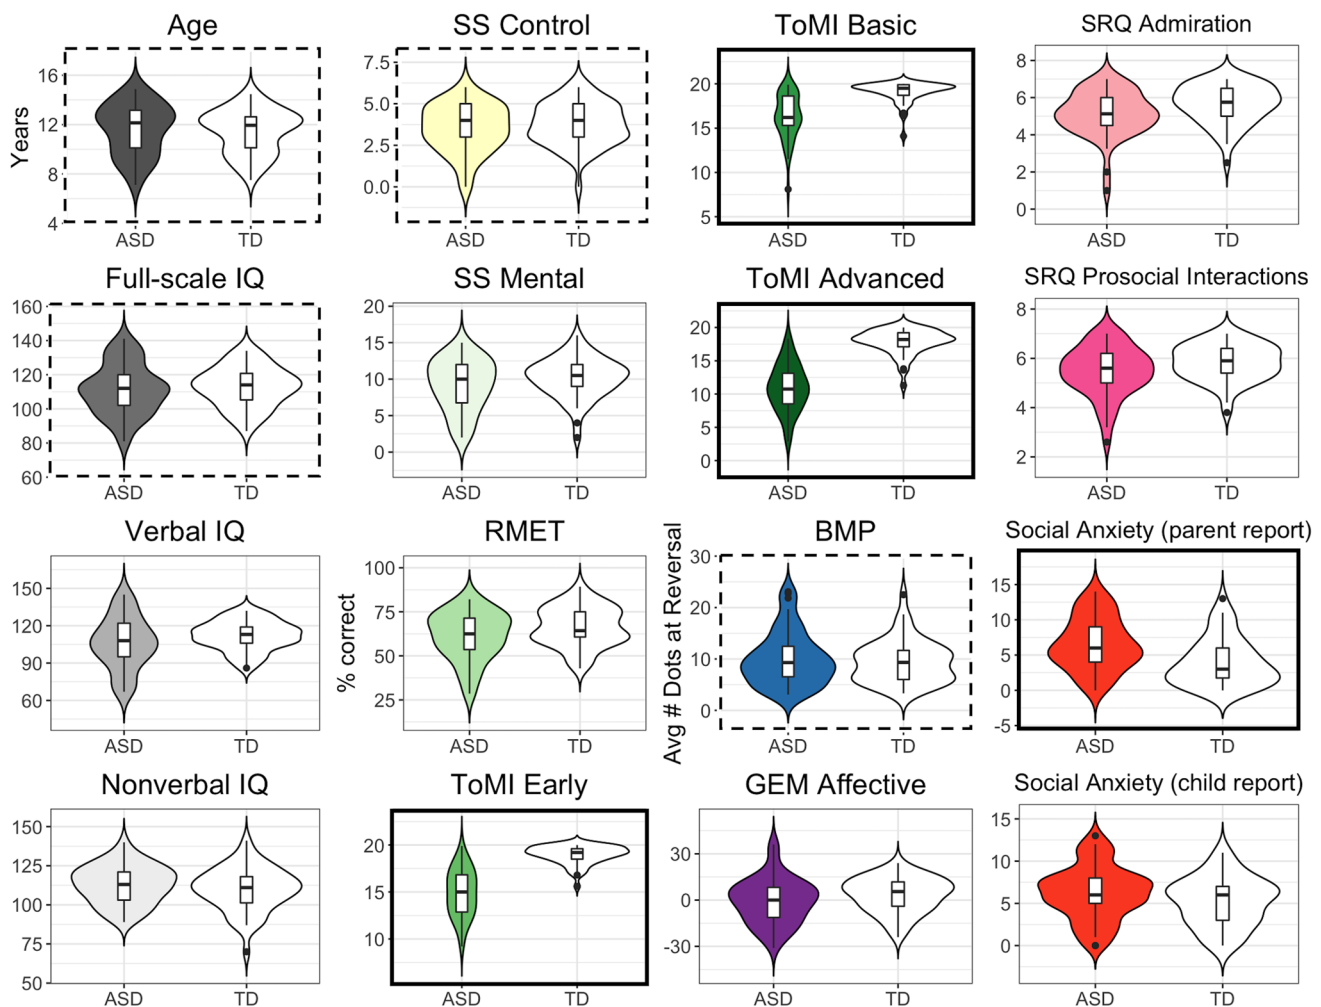 Age
SS Control
ToMI Basic
SRQ Admiration
Years
16
12
8
4
ASD TD
7.5
5.0
2.5
0.0
ASD TD
20
15
10
5
ASD TD
8
6
4
2
0
ASD TD
Full-scale IQ
SS Mental
ToMI Advanced
SRQ Prosocial Interactions
160
140
120
100
80
60
ASD TD
20
15
10
5
0
ASD TD
20
15
10
5
0
ASD TD
8
6
4
2
ASD TD
Verbal IQ
RMET
BMP
Social Anxiety (parent report)
150
120
90
60
ASD TD
% correct
100
75
50
25
ASD TD
Avg # Dots at Reversal
30
20
10
0
ASD TD
15
10
5
0
-5
ASD TD
Nonverbal IQ
ToMI Early
GEM Affective
Social Anxiety (child report)
150
125
100
75
50
ASD TD
20
15
10
ASD TD
30
0
-30
ASD TD
15
10
5
0
ASD TD